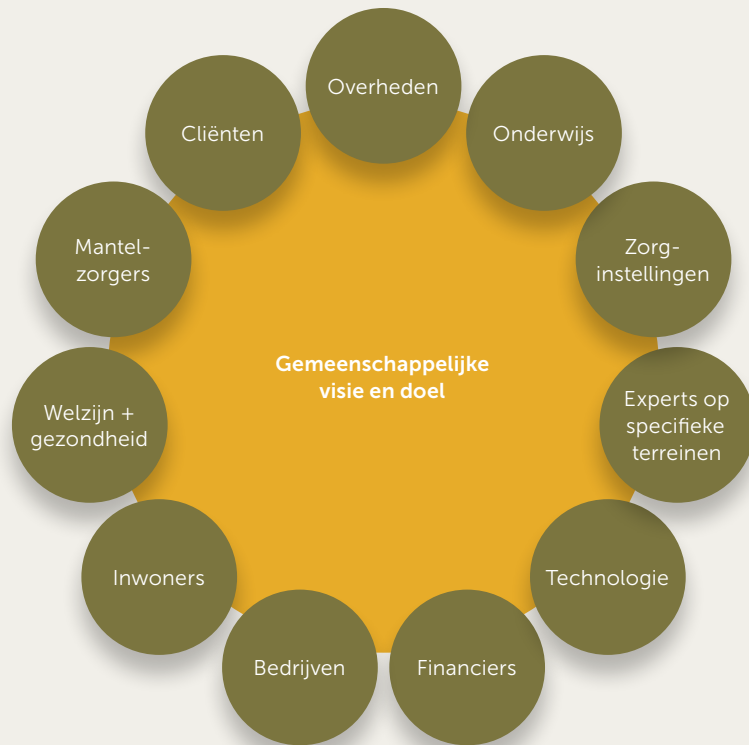 Overheden
Onderwijs
Zorg-
instellingen
Experts op
specifieke
terreinen
Technologie
Financiers
Bedrijven
Inwoners
Welzijn +
gezondheid
Mantel-
zorgers
Cliënten
Gemeenschappelijke
visie en doel